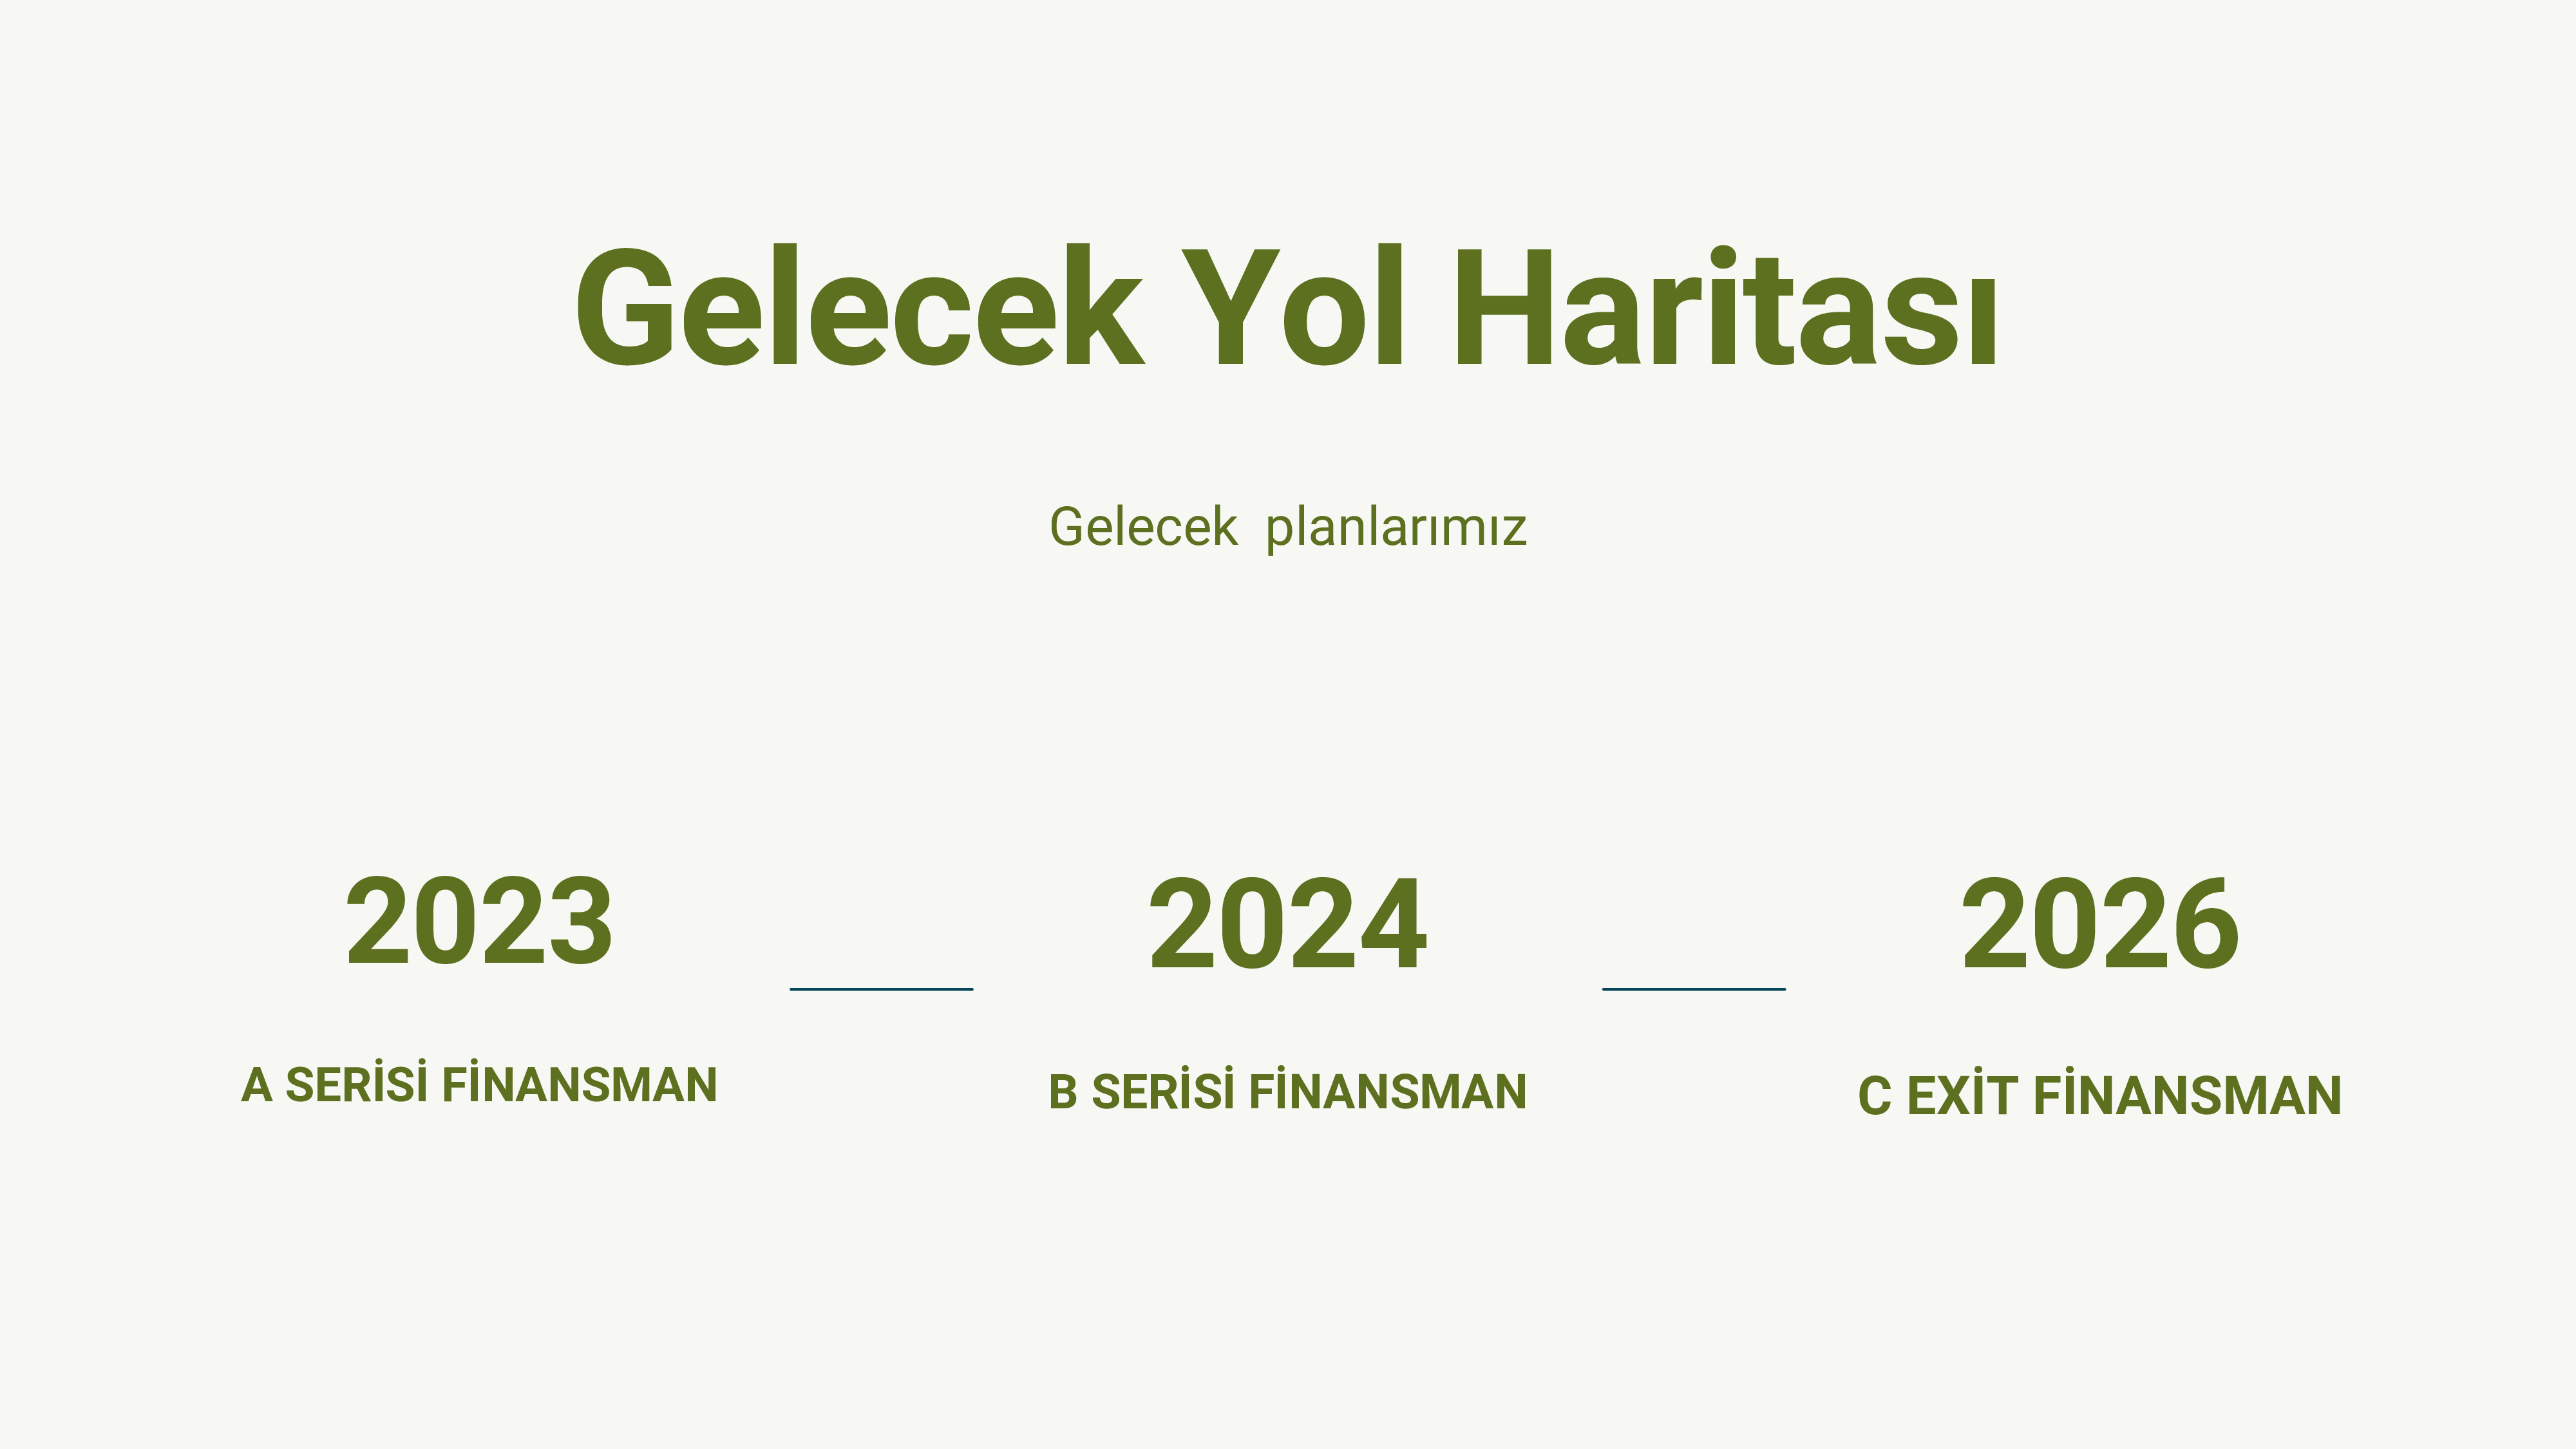 Gelecek Yol Haritası
Gelecek planlarımız
2023
2024
2026
A SERİSİ FİNANSMAN
B SERİSİ FİNANSMAN
C EXİT FİNANSMAN